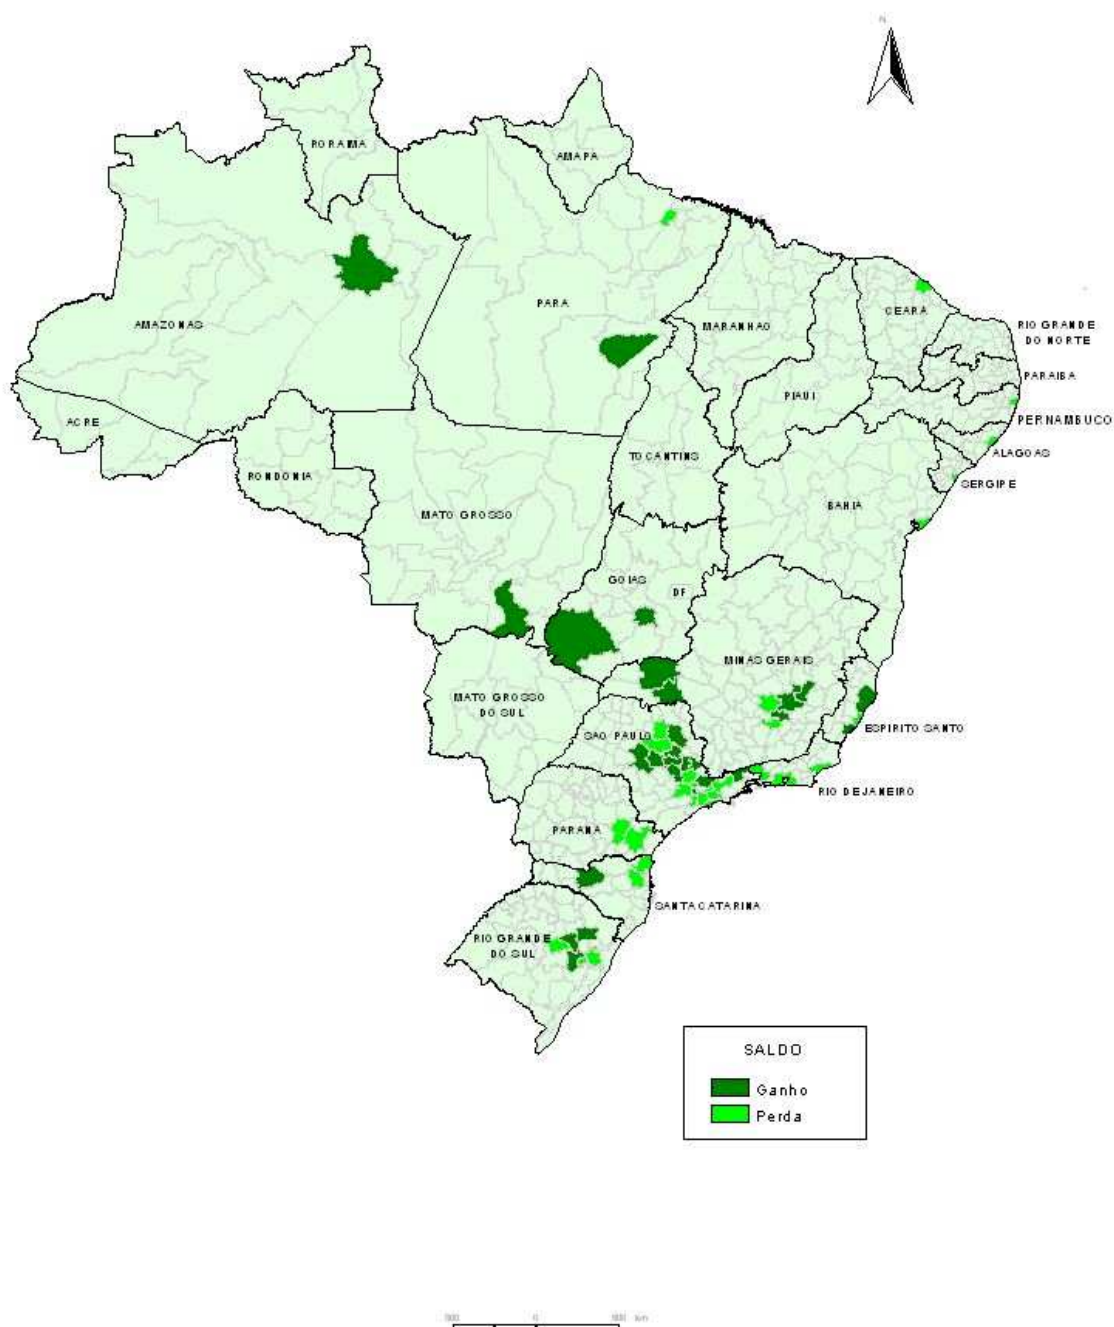 N
RORAIMA
AMAPA
AMAZONAS
PARA
MARANHAO
CEARA
RIO GRANDE
DO NORTE
PARAIBA
PIAUI
PERNAMBUCO
ACRE
TOCANTINS
ALAGOAS
RONDONIA
SERGIPE
MATO GROSSO
BAHIA
GOIAS
DF
MINAS GERAIS
MATO GROSSO
DO SUL
ESPIRITO SANTO
SAO PAULO
RIO DE JANEIRO
PARANA
SANTA CATARINA
RIO GRANDE
DO SUL
SALDO
Ganho
Perda
0
km